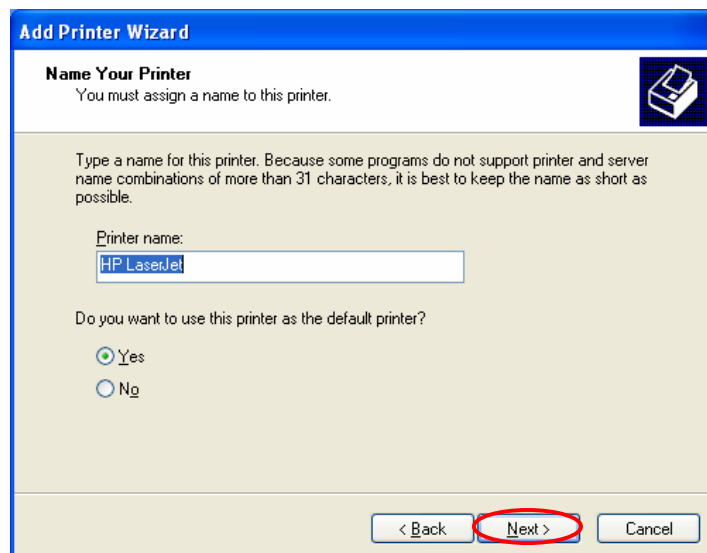 Add Printer Wizard
Name Your Printer
You must assign a name to this printer.
Type a name for this printer. Because some programs do not support printer and server
name combinations of more than 31 characters, it is best to keep the name as short as
possible.
Printer name:
HP LaserJet
Do you want to use this printer as the default printer?
Yes
No
< Back Next > Cancel